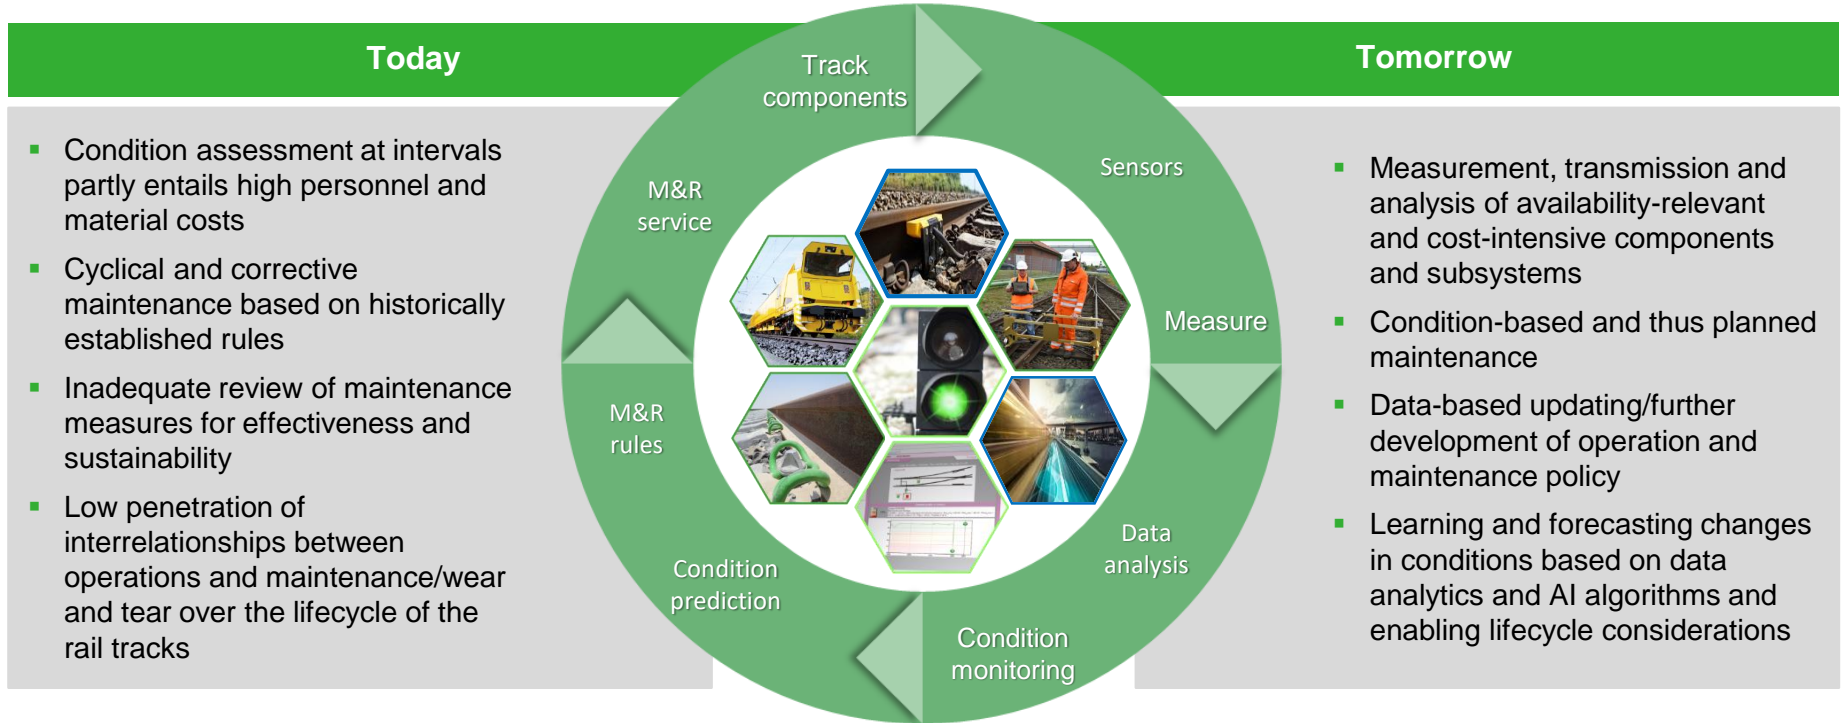 Today
Condition assessment at intervals
partly entails high personnel and
material costs
Cyclical and corrective
maintenance based on historically
established rules
Inadequate review of maintenance
measures for effectiveness and
sustainability
Low penetration of
interrelationships between
operations and maintenance/wear
and tear over the lifecycle of the
rail tracks
Track
components
Sensors
Measure
Data
analysis
Condition
monitoring
Condition
prediction
M&R
rules
M&R
service
Tomorrow
Measurement, transmission and
analysis of availability-relevant
and cost-intensive components
and subsystems
Condition-based and thus planned
maintenance
Data-based updating/further
development of operation and
maintenance policy
Learning and forecasting changes
in conditions based on data
analytics and AI algorithms and
enabling lifecycle considerations